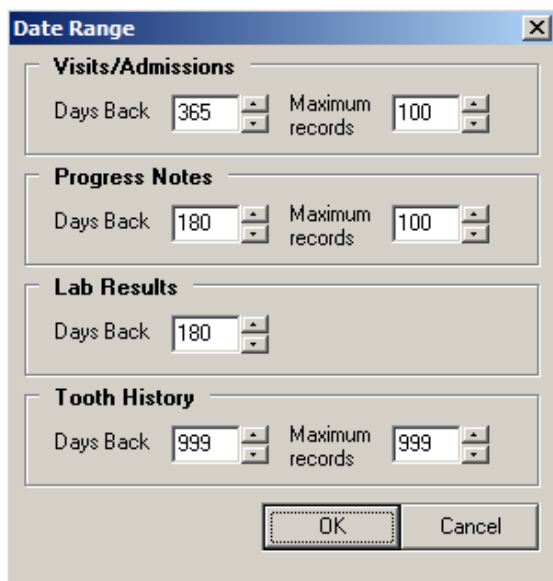 Date Range
Visits/Admissions
Days Back 365 Maximum records 100
Progress Notes
Days Back 180 Maximum records 100
Lab Results
Days Back 180
Tooth History
Days Back 999 Maximum records 999
OK Cancel